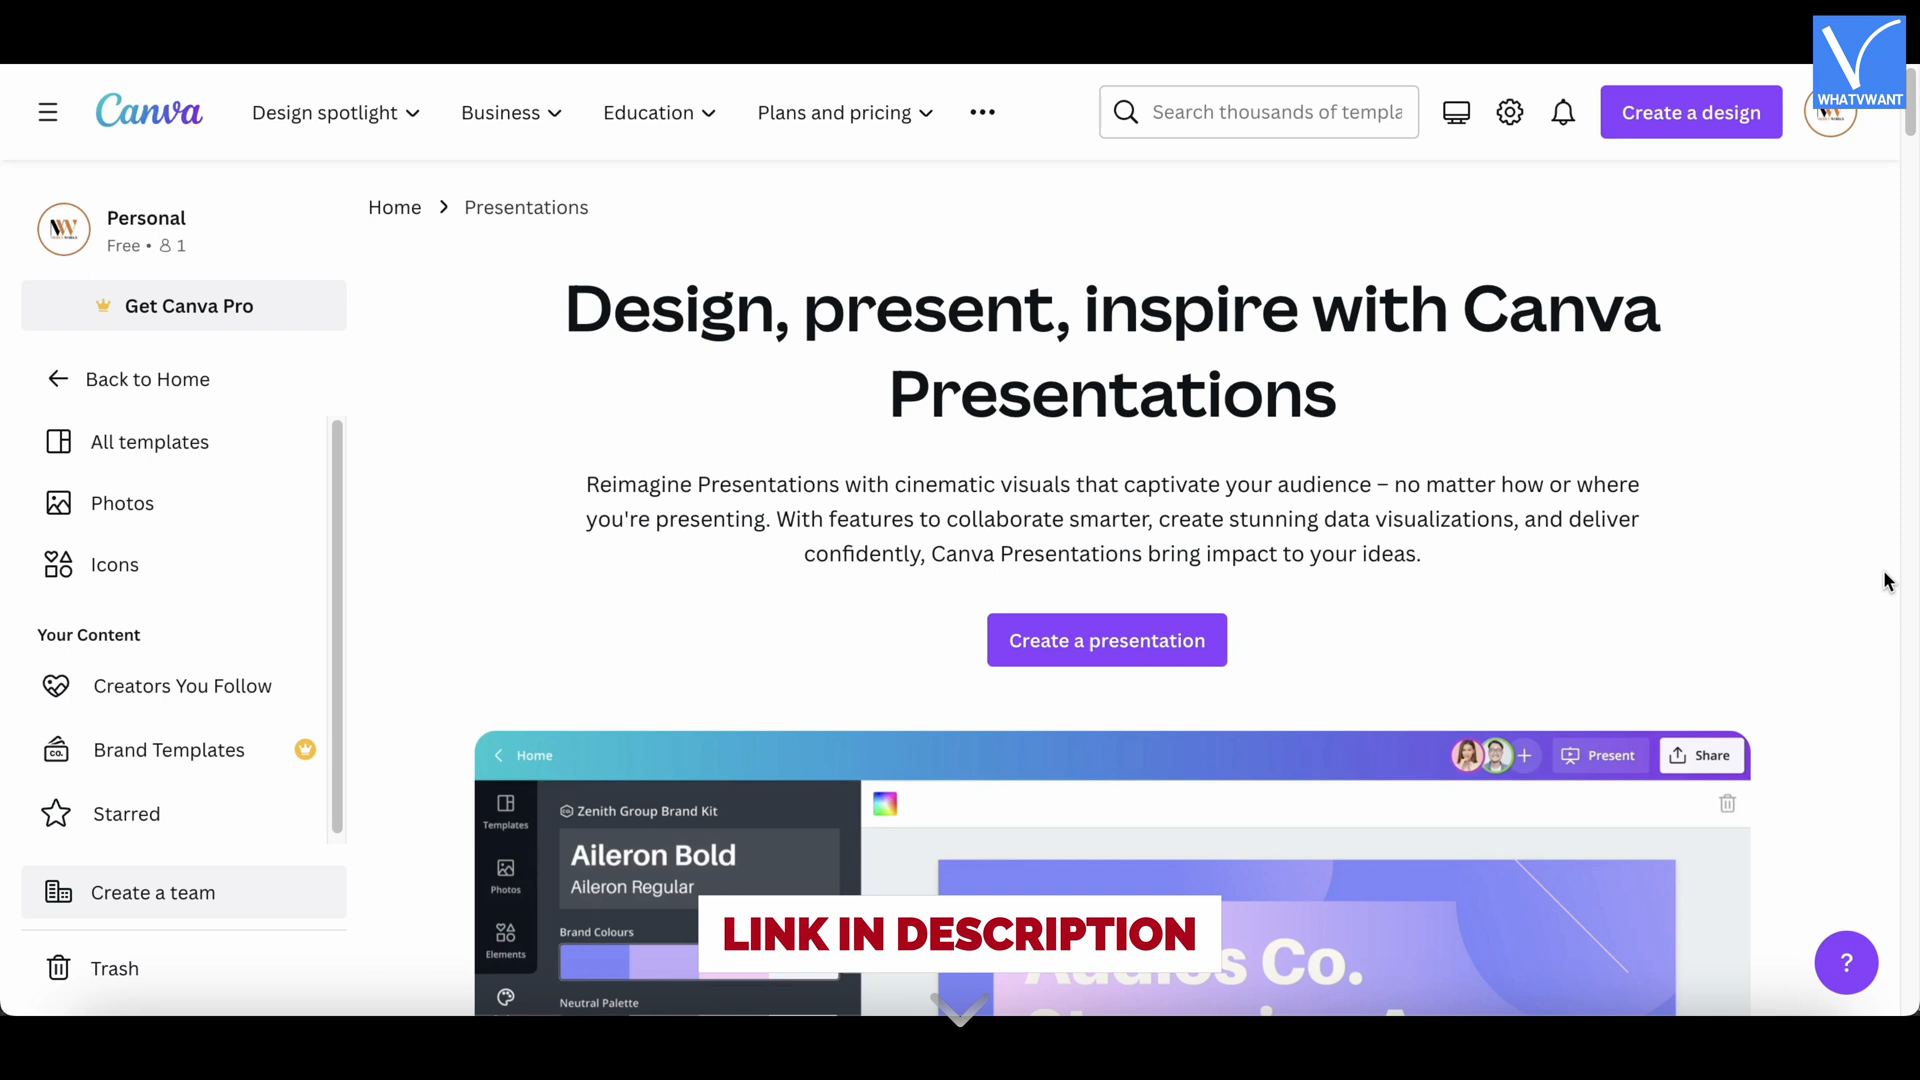 WHATVWANT
Canva
Design spotlight
Business
Education
Plans and pricing
Search thousands of templa
Create a design
Personal
Free • 1
Get Canva Pro
Back to Home
All templates
Photos
Icons
Your Content
Creators You Follow
Brand Templates
Starred
Create a team
Trash
Home > Presentations
Design, present, inspire with Canva
Presentations
Reimagine Presentations with cinematic visuals that captivate your audience – no matter how or where
you're presenting. With features to collaborate smarter, create stunning data visualizations, and deliver
confidently, Canva Presentations bring impact to your ideas.
Create a presentation
Home
Present
Share
Templates
Photos
Elements
Zenith Group Brand Kit
Aileron Bold
Aileron Regular
Brand Colours
Neutral Palette
LINK IN DESCRIPTION
Co.
?